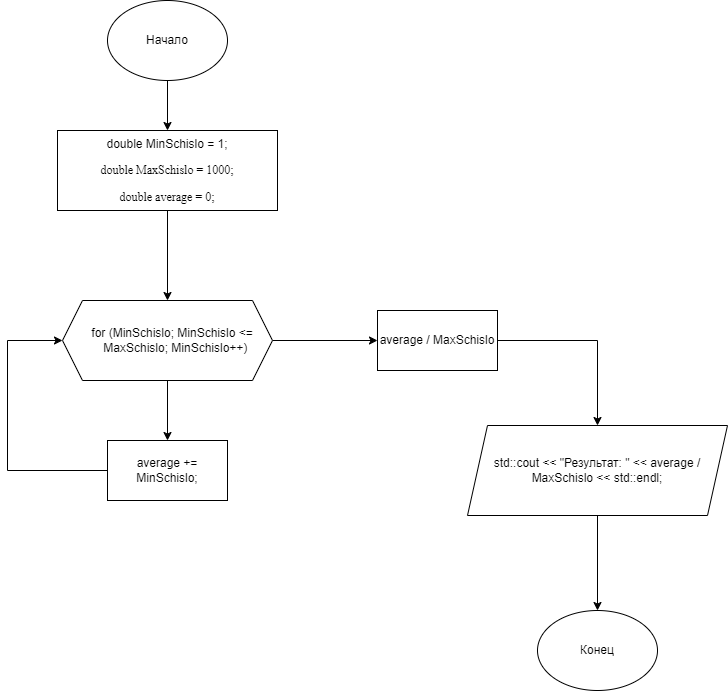 Начало
double MinSchislo = 1;
double MaxSchislo = 1000;
double average = 0;
for (MinSchislo; MinSchislo <=
MaxSchislo; MinSchislo++)
average / MaxSchislo
average +=
MinSchislo;
std::cout << "Результат: " << average /
MaxSchislo << std::endl;
Конец